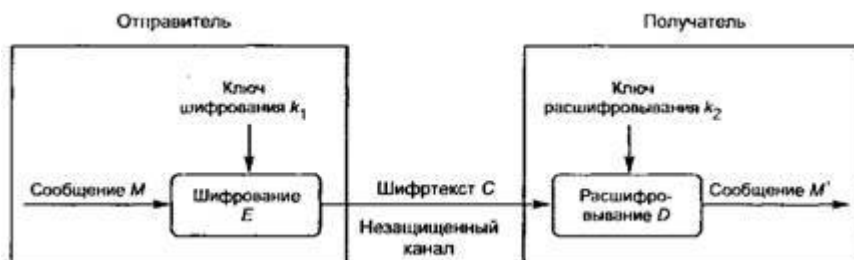 Отправитель
Получатель
Ключ
шифрования k₁
Ключ
расшифровывания k₂
Сообщение M
Шифрование
E
Шифртекст C
Незащищенный
канал
Расшифро-
вывание D
Сообщение M'